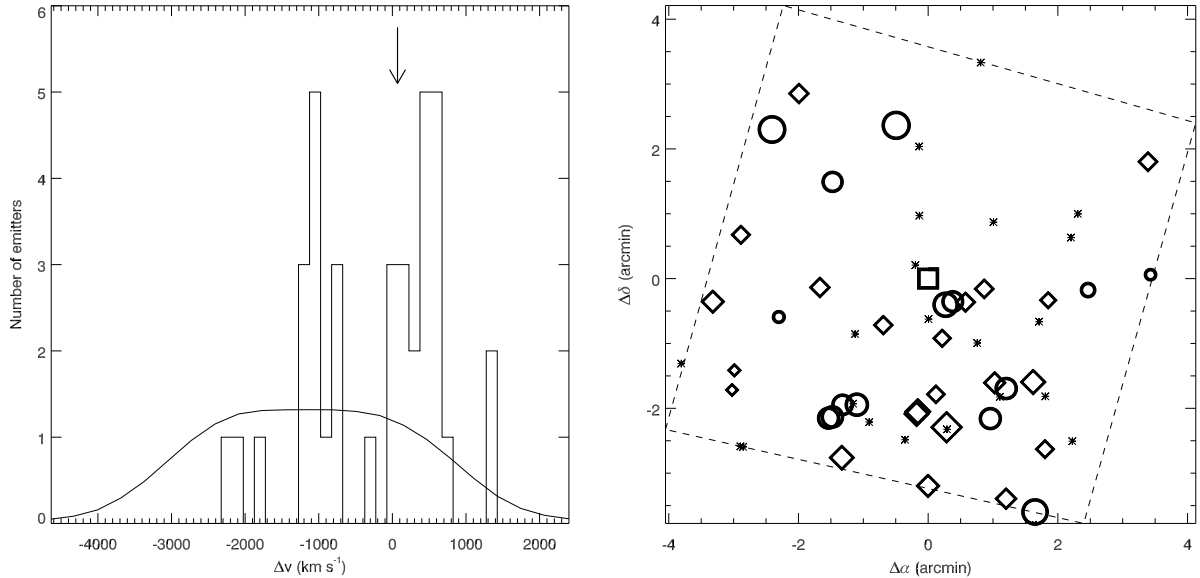 6
5
4
3
2
1
0
Number of emitters
-4000 -3000 -2000 -1000 0 1000 2000
Δv (km s⁻¹)
4
2
0
-2
Δδ (arcmin)
-4 -2 0 2 4
Δα (arcmin)